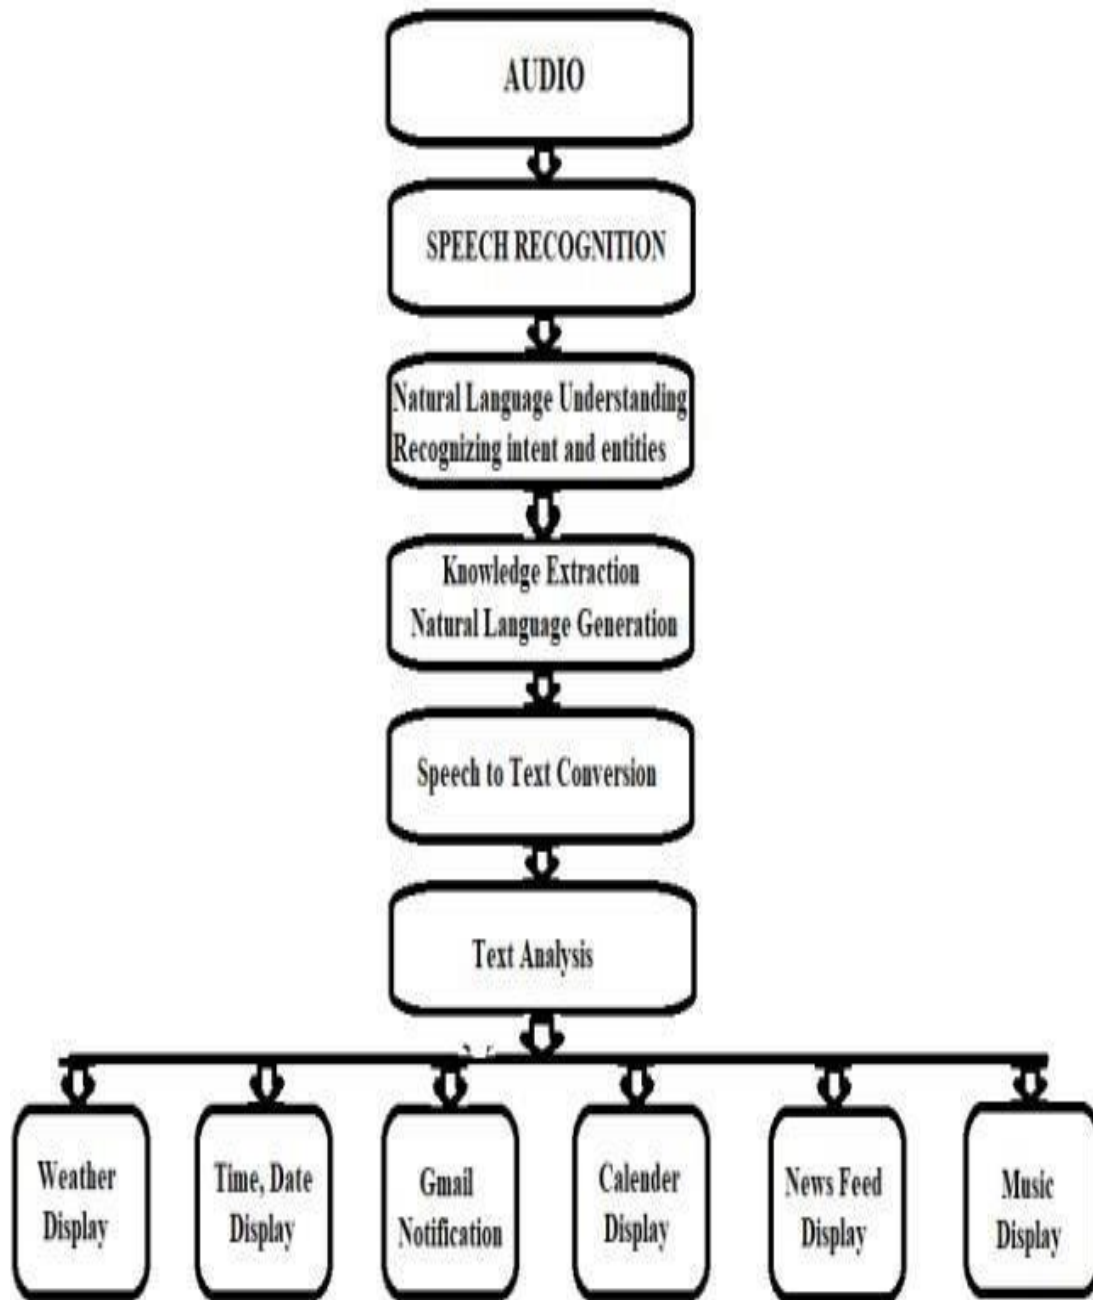 AUDIO
SPEECH RECOGNITION
Natural Language Understanding
Recognizing intent and entities
Knowledge Extraction
Natural Language Generation
Speech to Text Conversion
Text Analysis
Weather
Display
Time, Date
Display
Gmail
Notification
Calender
Display
News Feed
Display
Music
Display